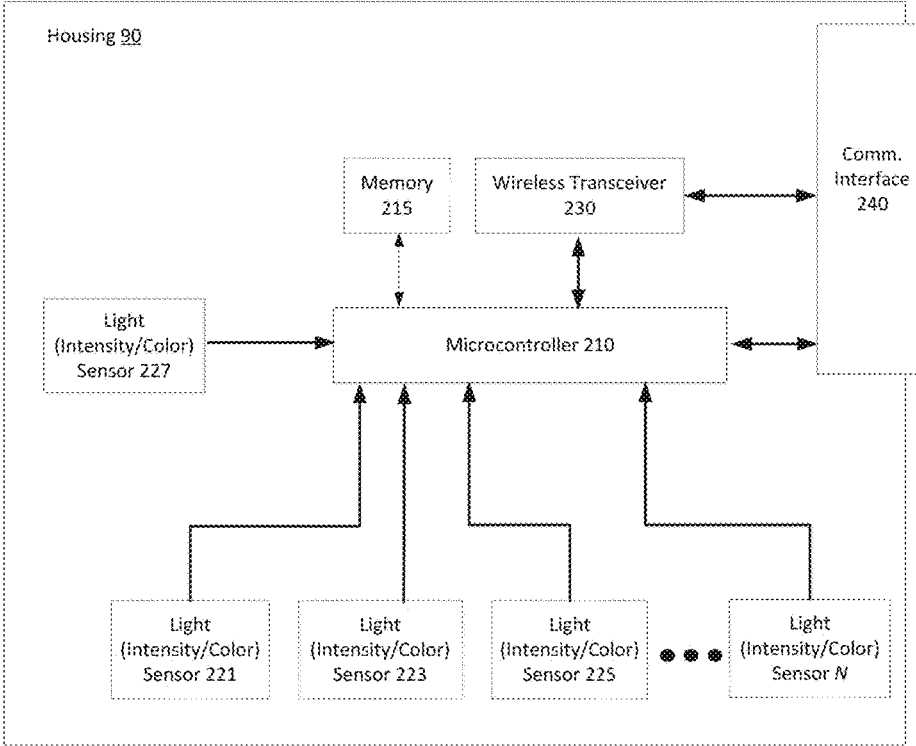 Housing 90
Comm.
Interface
240
Memory
215
Wireless Transceiver
230
Light
(Intensity/Color)
Sensor 227
Microcontroller 210
Light
(Intensity/Color)
Sensor 221
Light
(Intensity/Color)
Sensor 223
Light
(Intensity/Color)
Sensor 225
Light
(Intensity/Color)
Sensor N